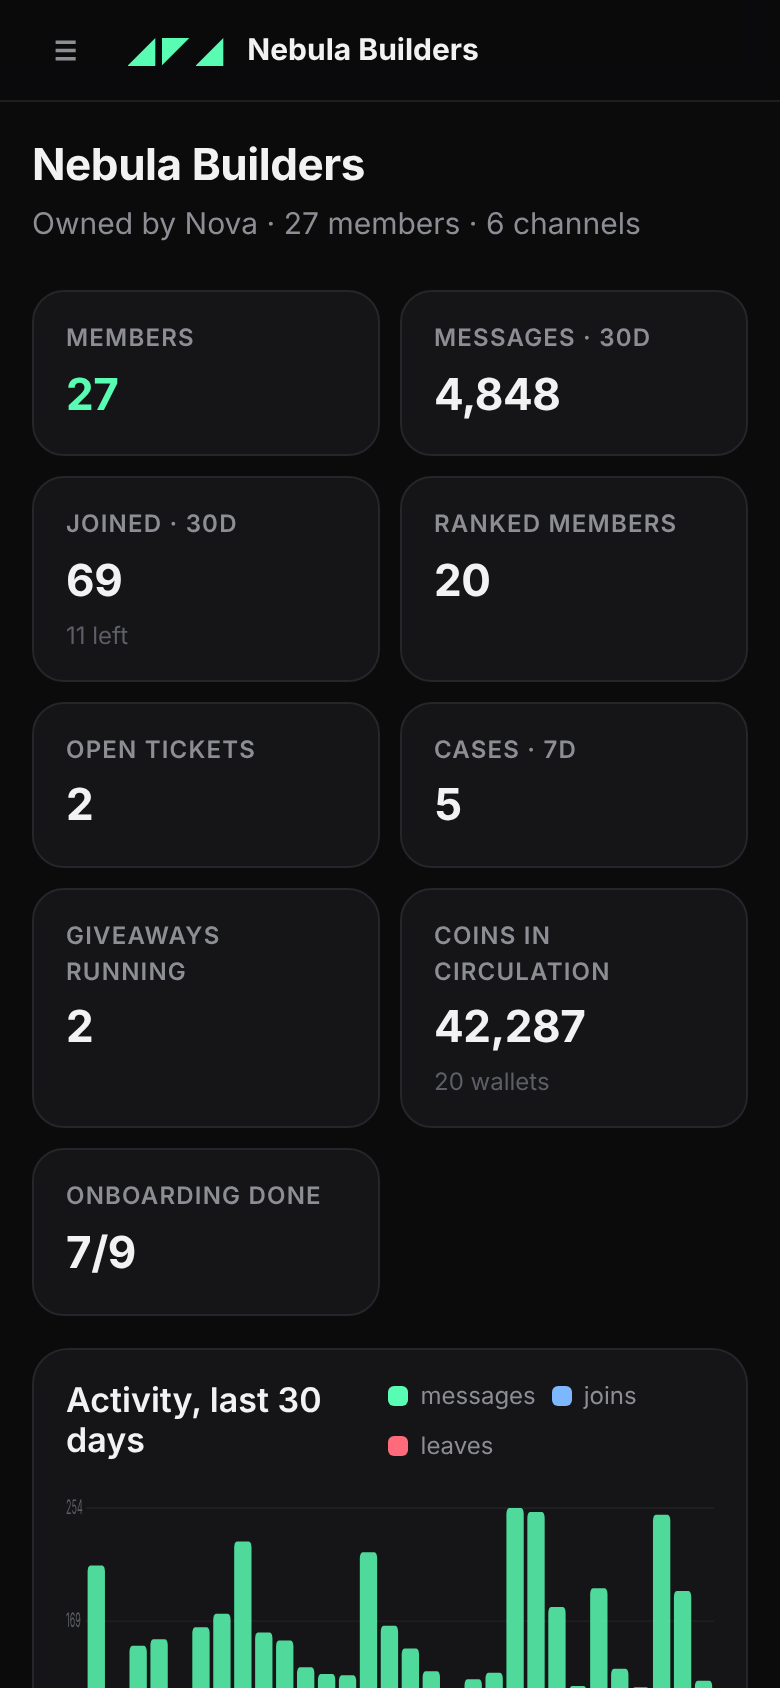 Nebula Builders
Nebula Builders
Owned by Nova · 27 members · 6 channels
MEMBERS
27
MESSAGES · 30D
4,848
JOINED · 30D
69
11 left
RANKED MEMBERS
20
OPEN TICKETS
2
CASES · 7D
5
GIVEAWAYS
RUNNING
2
COINS IN
CIRCULATION
42,287
20 wallets
ONBOARDING DONE
7/9
Activity, last 30
days
messages
joins
leaves
254
169